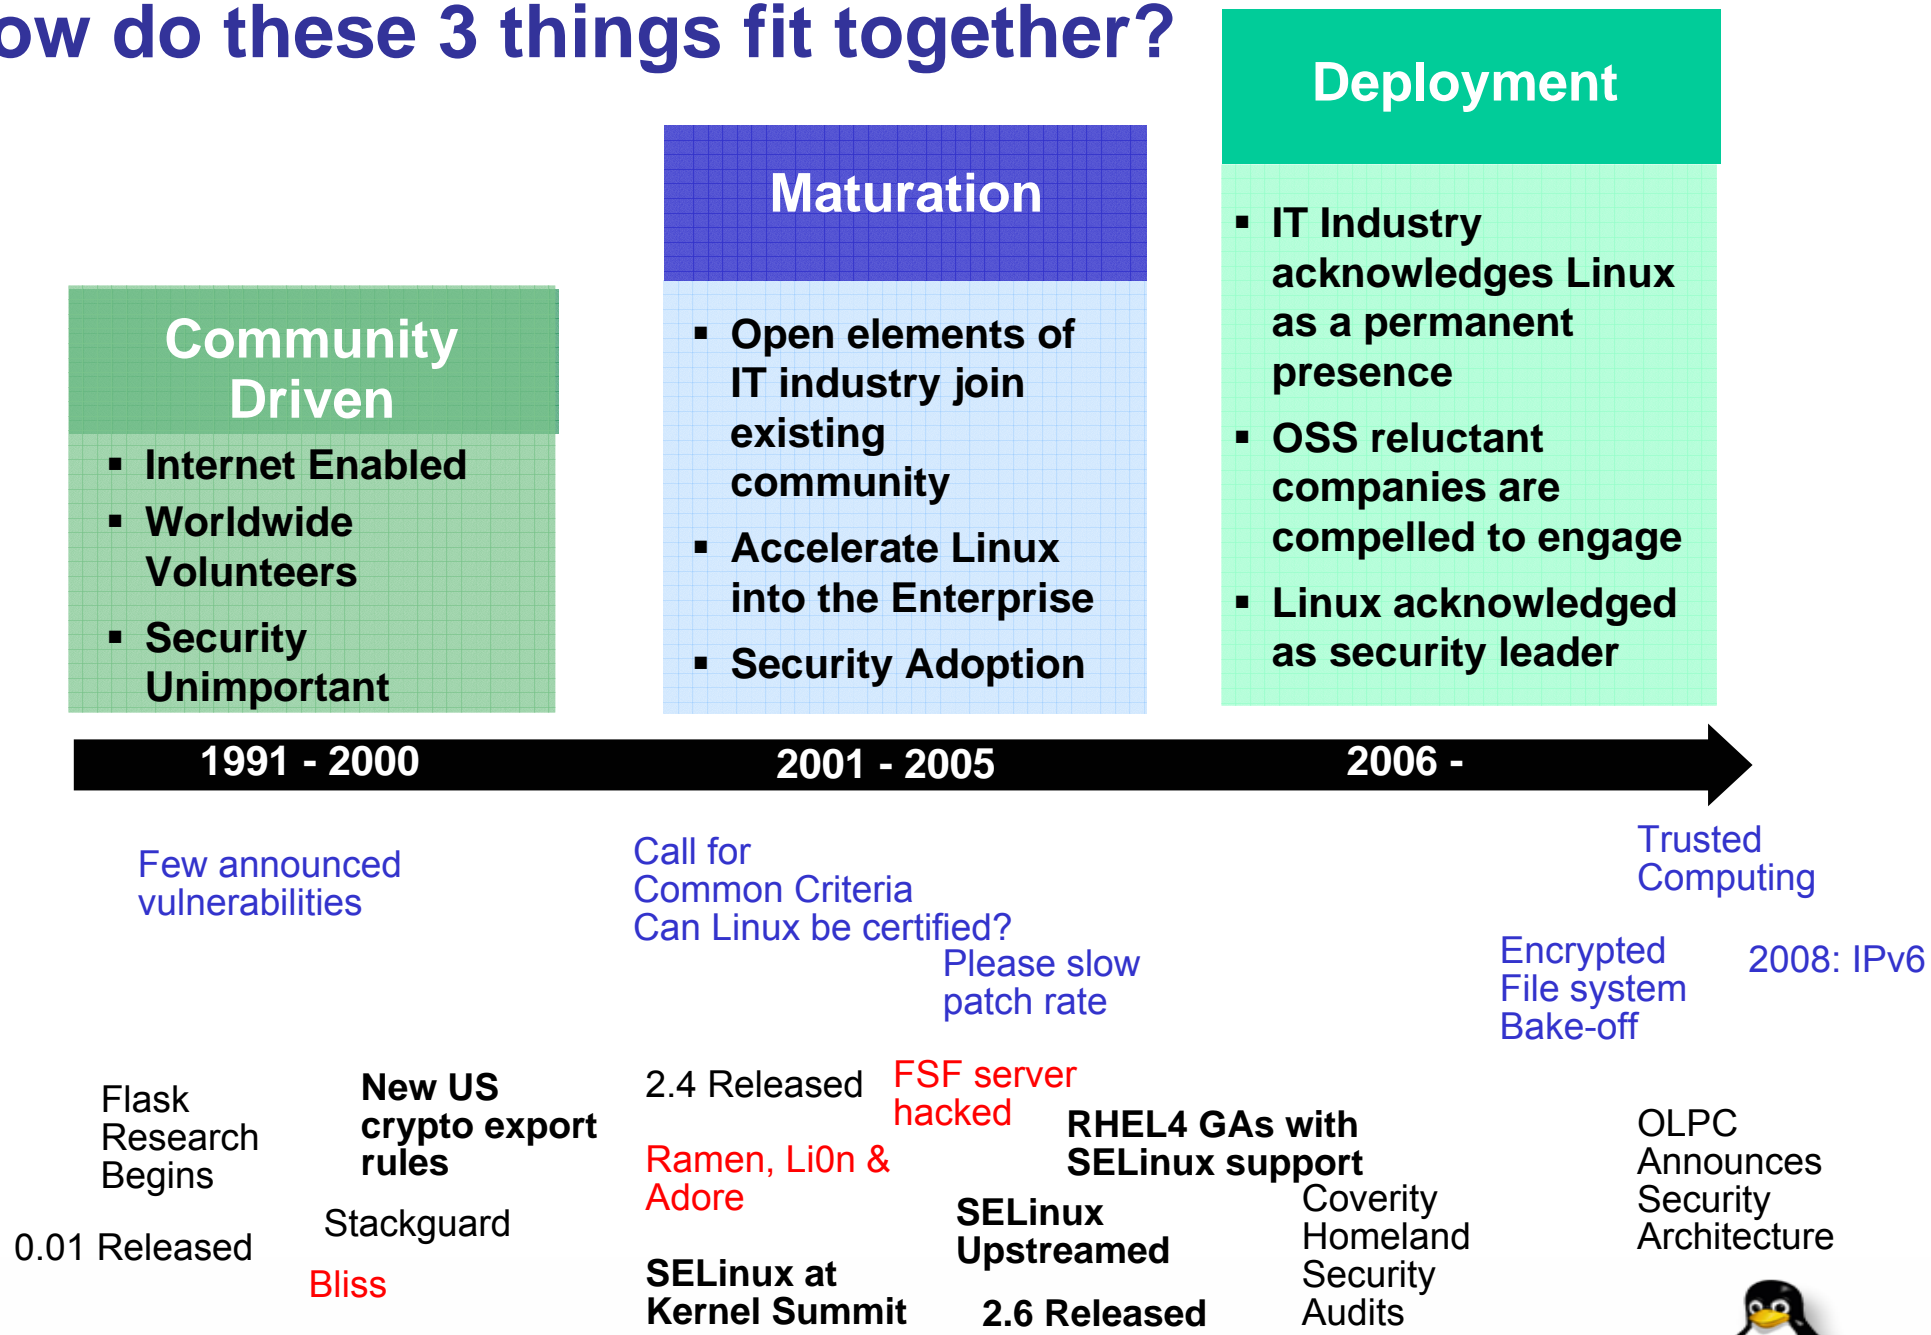 ow do these 3 things fit together?
Community
Driven
▪ Internet Enabled
▪ Worldwide
Volunteers
▪ Security
Unimportant
Maturation
▪ Open elements of
IT industry join
existing
community
▪ Accelerate Linux
into the Enterprise
▪ Security Adoption
Deployment
▪ IT Industry
acknowledges Linux
as a permanent
presence
▪ OSS reluctant
companies are
compelled to engage
▪ Linux acknowledged
as security leader
1991 - 2000
2001 - 2005
2006 -
Few announced
vulnerabilities
Call for
Common Criteria
Can Linux be certified?
Please slow
patch rate
Trusted
Computing
Encrypted
File system
Bake-off
2008: IPv6
Flask
Research
Begins
0.01 Released
New US
crypto export
rules
Stackguard
Bliss
2.4 Released
Ramen, Li0n &
Adore
SELinux at
Kernel Summit
FSF server
hacked
RHEL4 GAs with
SELinux support
SELinux
Upstreamed
2.6 Released
Coverity
Homeland
Security
Audits
OLPC
Announces
Security
Architecture